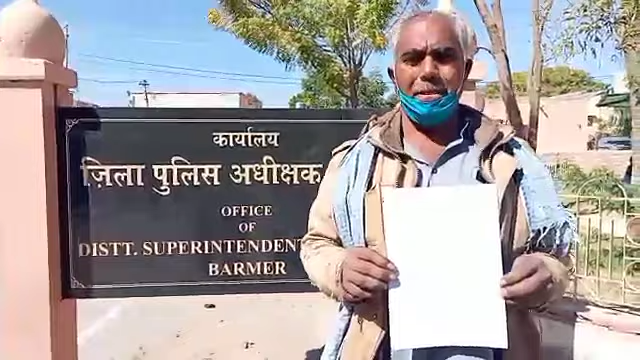 कार्यालय
ज़िला पुलिस अधीक्षक
OFFICE
OF
DISTT. SUPERINTENDENT
BARMER